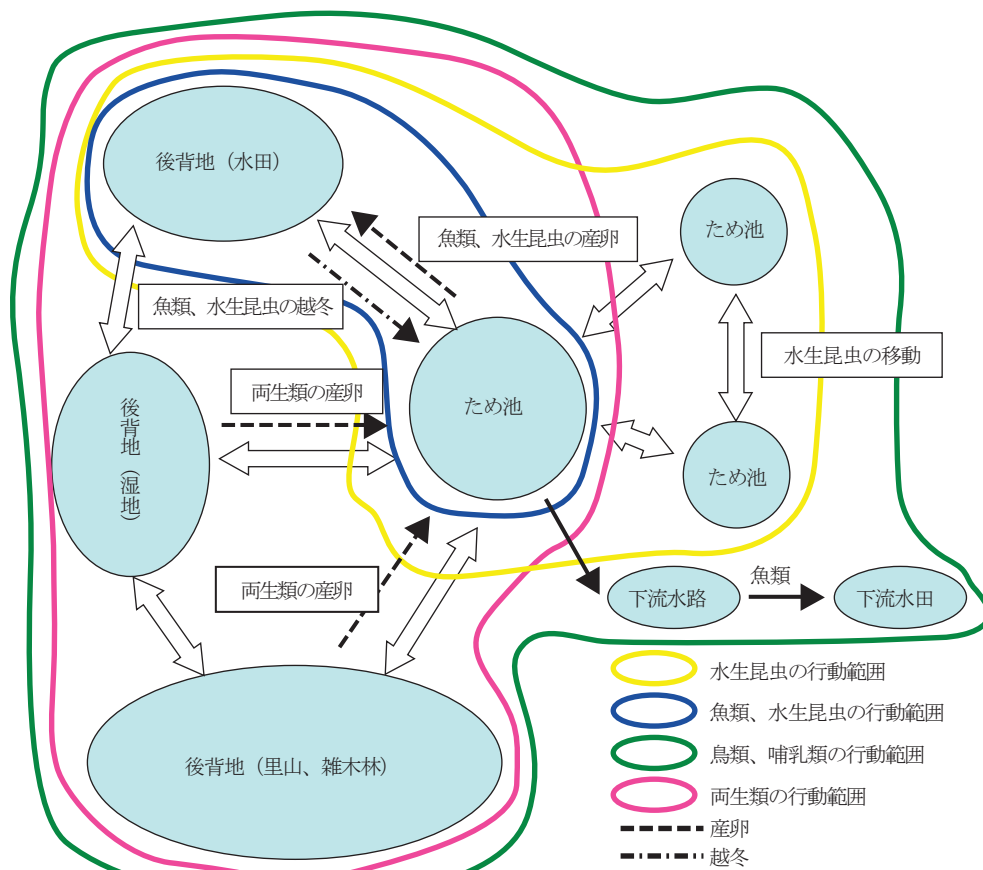 後背地（水田）
ため池
魚類、水生昆虫の産卵
魚類、水生昆虫の越冬
水生昆虫の移動
両生類の産卵
ため池
後背地（湿地）
ため池
両生類の産卵
魚類
下流水路
下流水田
水生昆虫の行動範囲
魚類、水生昆虫の行動範囲
鳥類、哺乳類の行動範囲
後背地（里山、雑木林）
両生類の行動範囲
産卵
越冬